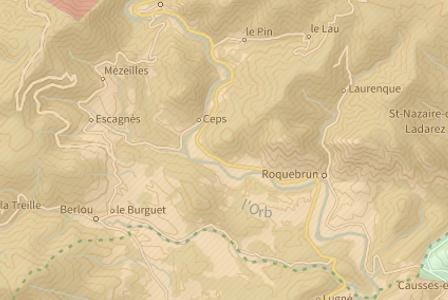 le Pin
le Lau
Mézeilles
Laurenque
Escagnès
Ceps
St-Nazaire-
Ladarez
Roquebrun
la Treille
Berlou
le Burguet
l'Orb
Causses-e
Lugné